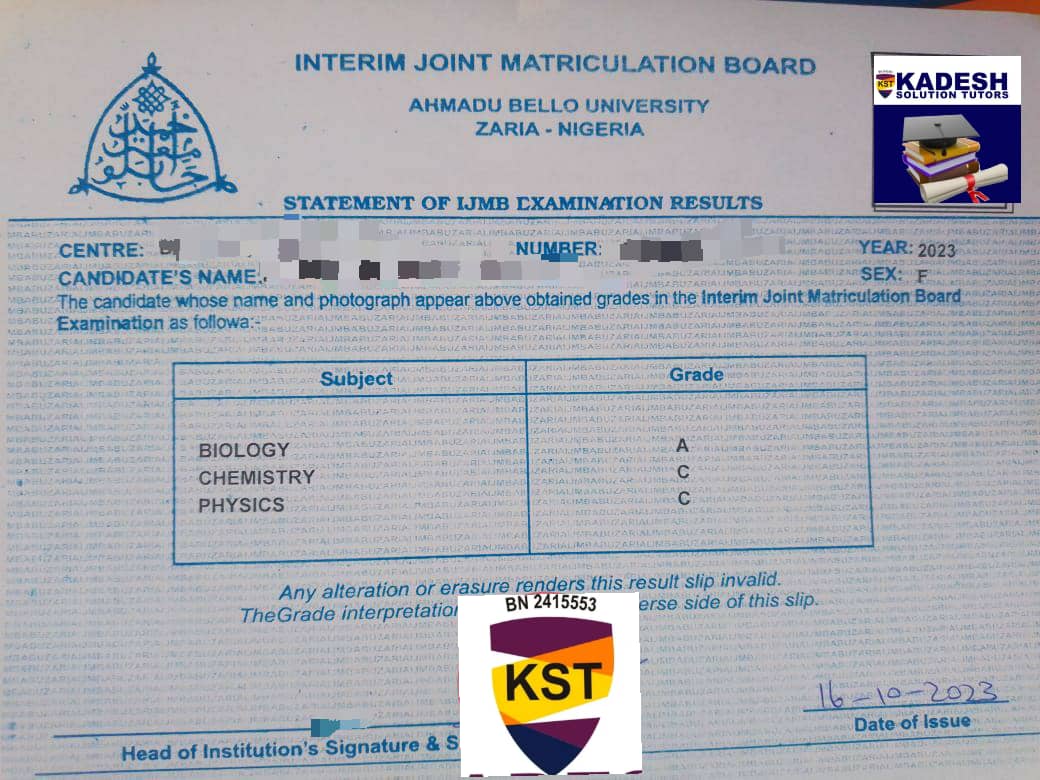 INTERIM JOINT MATRICULATION BOARD
AHMADU BELLO UNIVERSITY
ZARIA - NIGERIA
KST KADESH
SOLUTION TUTORS
STATEMENT OF IJMB EXAMINATION RESULTS
CENTRE: NUMBER: YEAR: 2023
CANDIDATE'S NAME: SEX: F
The candidate whose name and photograph appear above obtained grades in the Interim Joint Matriculation Board
Examination as followa:-
Subject Grade
BIOLOGY A
CHEMISTRY C
PHYSICS C
Any alteration or erasure renders this result slip invalid.
TheGrade interpretatio erse side of this slip.
BN 2415553
KST
16-10-2023
Date of Issue
Head of Institution's Signature & S